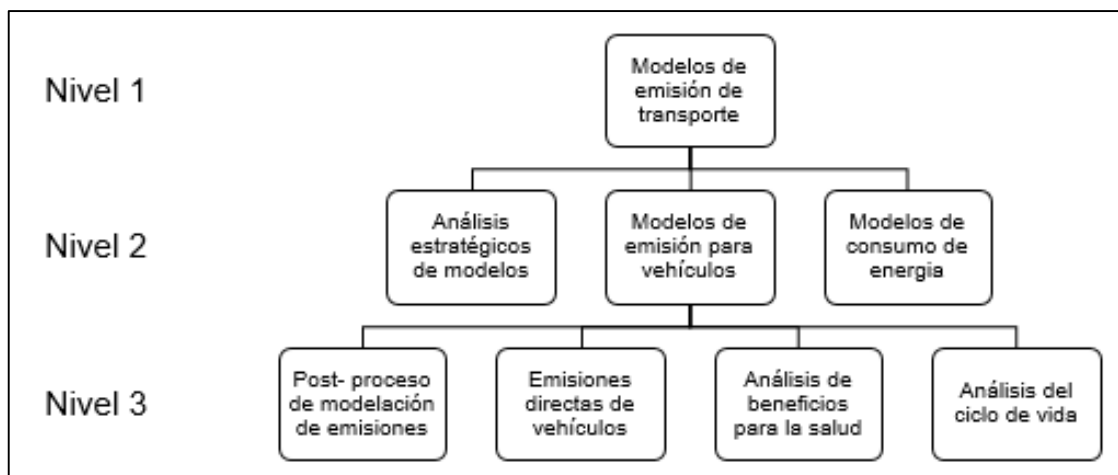 Nivel 1
Modelos de
emisión de
transporte
Nivel 2
Análisis
estratégicos
de modelos
Modelos de
emisión para
vehículos
Modelos de
consumo de
energia
Nivel 3
Post- proceso
de modelación
de emisiones
Emisiones
directas de
vehículos
Análisis de
beneficios
para la salud
Análisis del
ciclo de vida